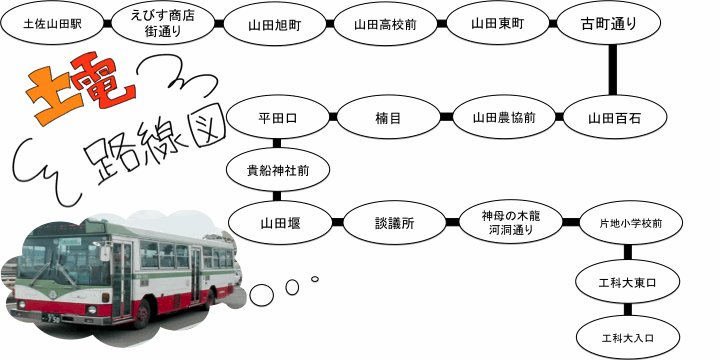 土佐山田駅
えびす商店
街通り
山田旭町
山田高校前
山田東町
古町通り
山田百石
山田農協前
楠目
平田口
貴船神社前
山田堰
談議所
神母の木龍
河洞通り
片地小学校前
工科大東口
工科大入口
土電
路線図